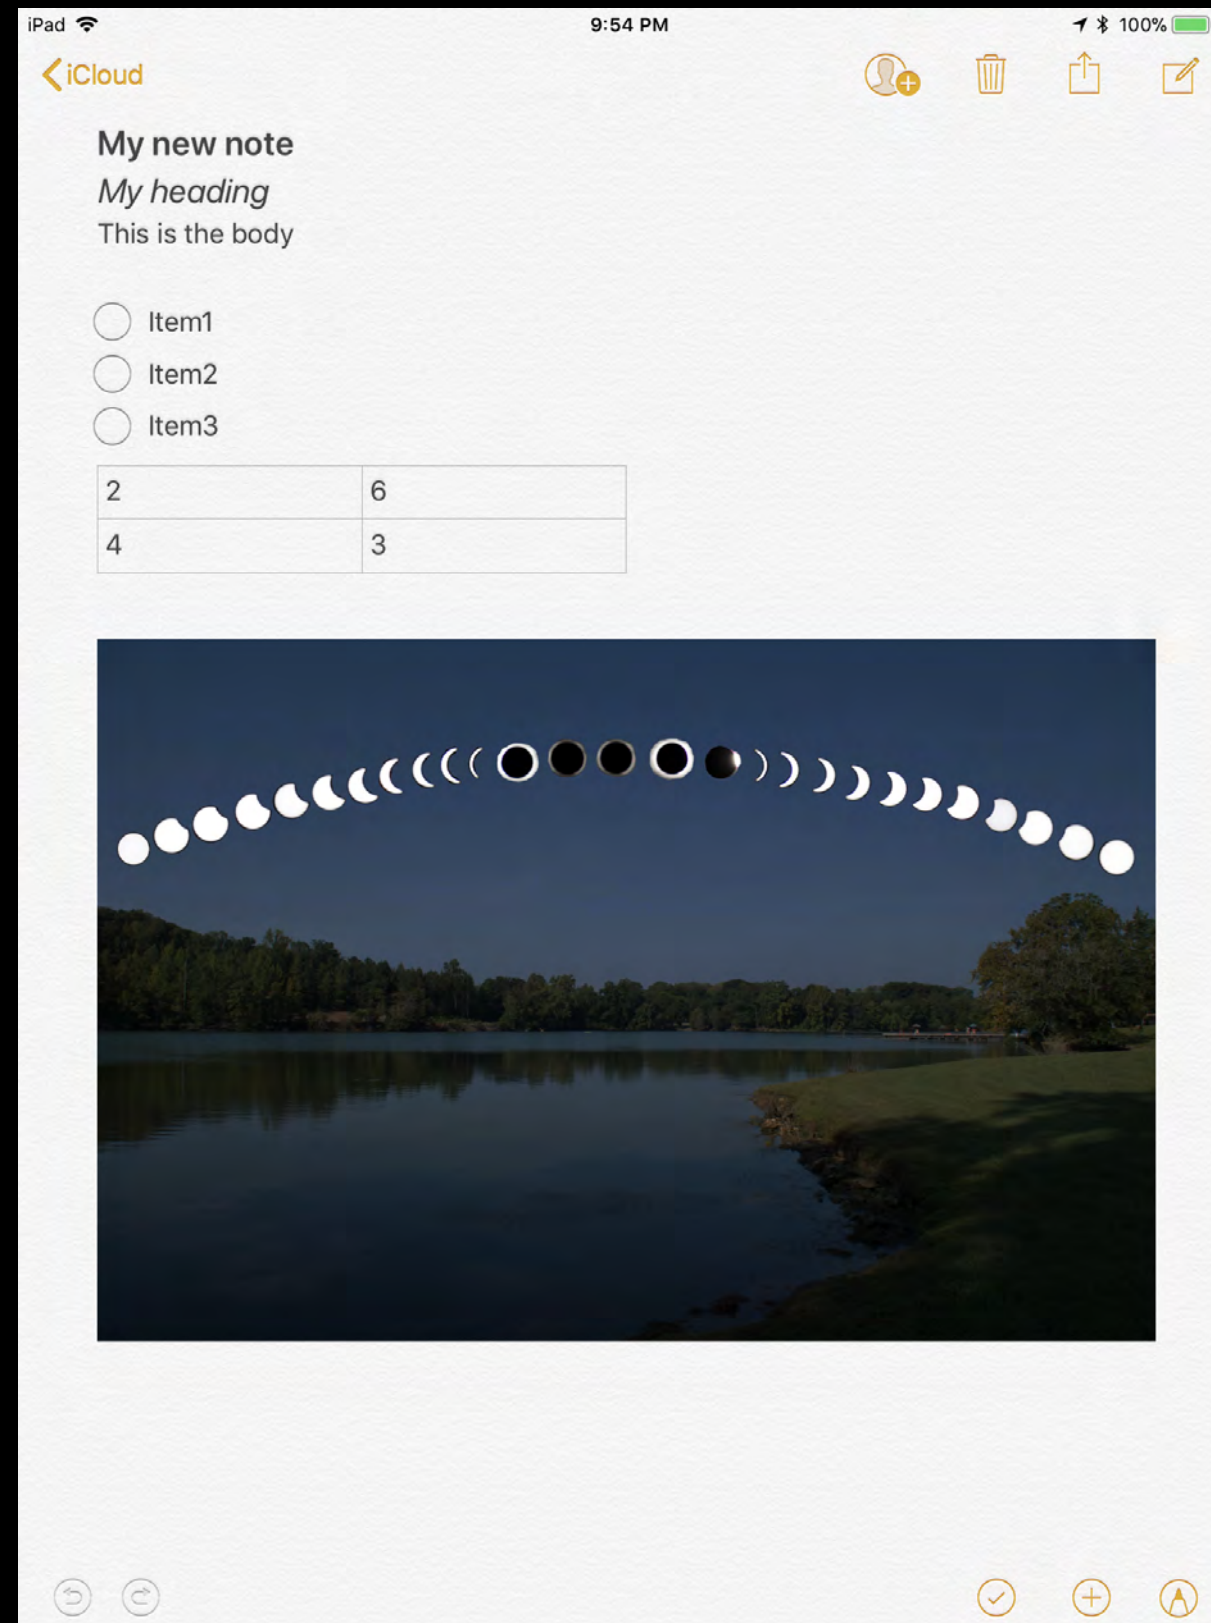 iPad 9:54 PM 100%
iCloud
My new note
My heading
This is the body
Item1
Item2
Item3
2 6
4 3